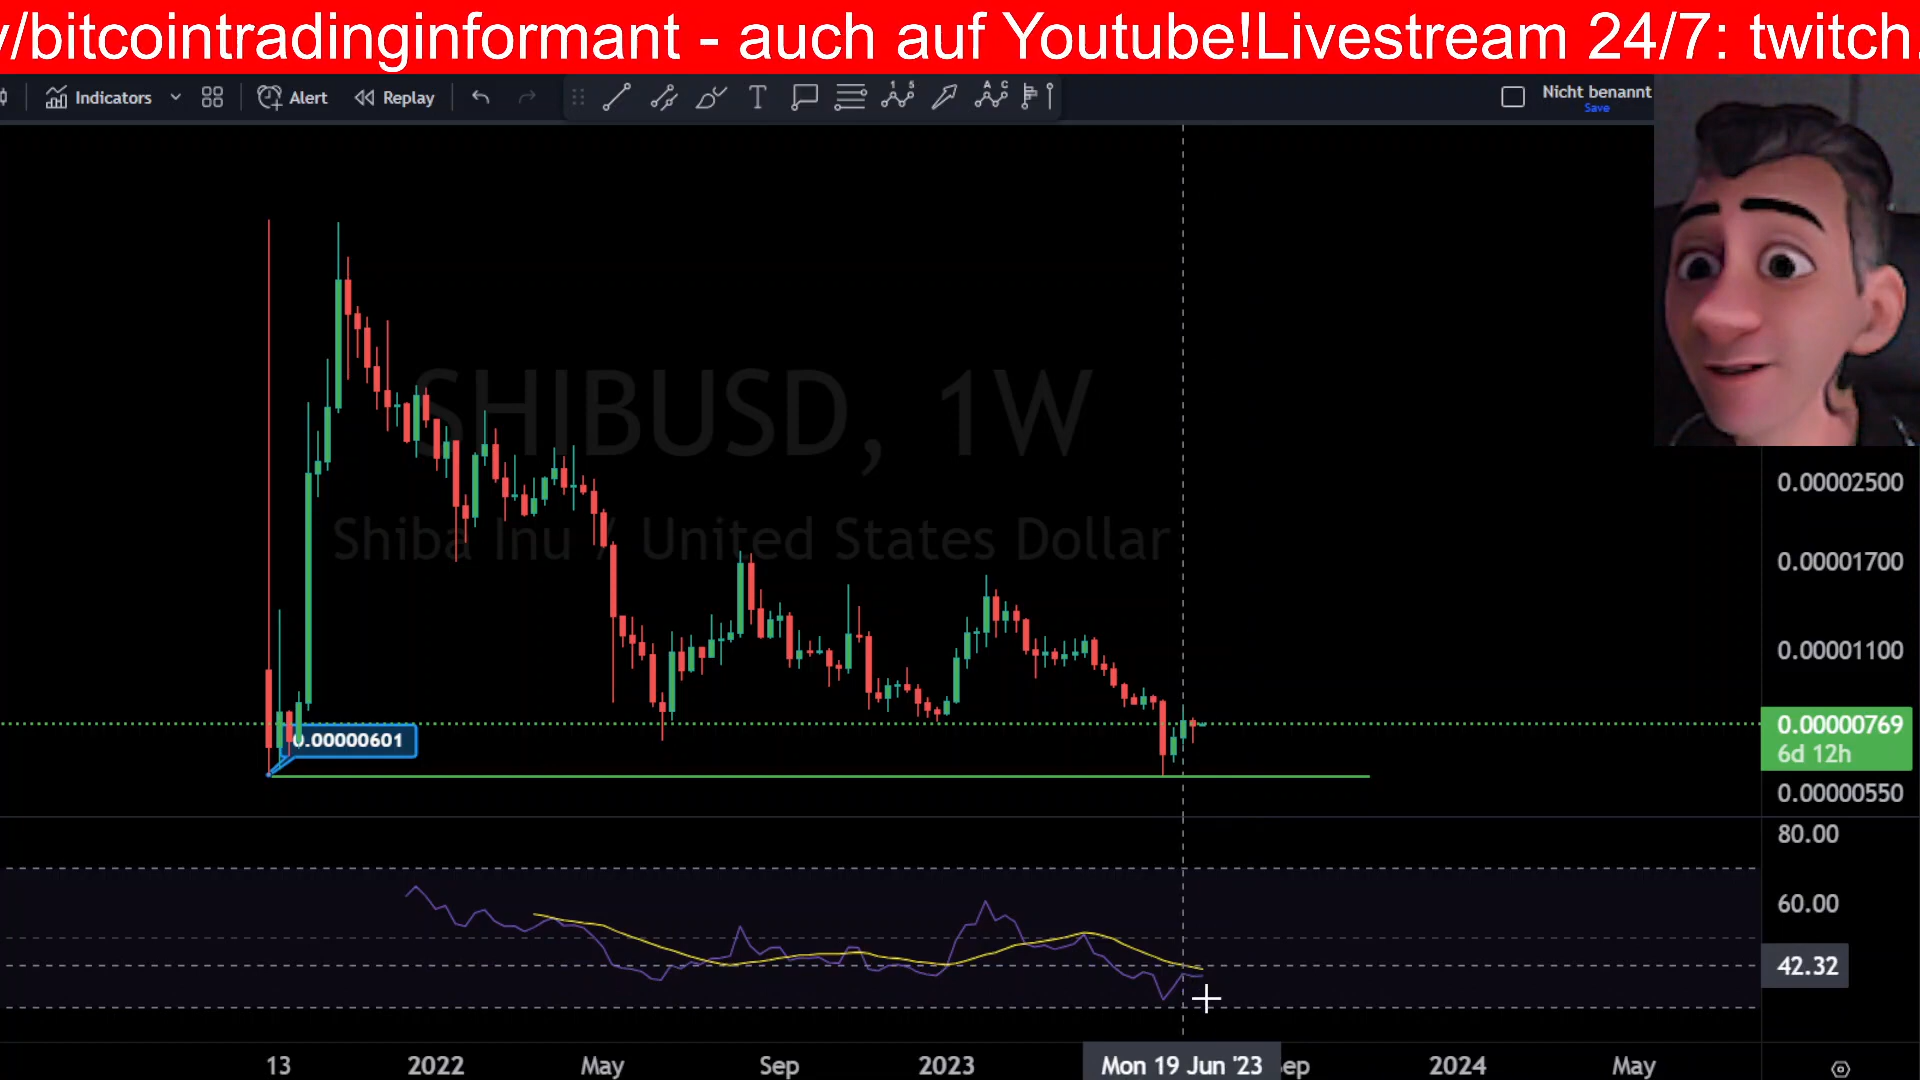 y/bitcointradinginformant - auch auf Youtube!Livestream 24/7: twitch.
Indicators
Alert
Replay
Nicht benannt
Save
SHIBUSD, 1W
Shiba Inu / United States Dollar
0.00002500
0.00001700
0.00001100
0.00000601
0.00000769
6d 12h
0.00000550
80.00
60.00
42.32
13 2022 May Sep 2023 Mon 19 Jun '23 ep 2024 May